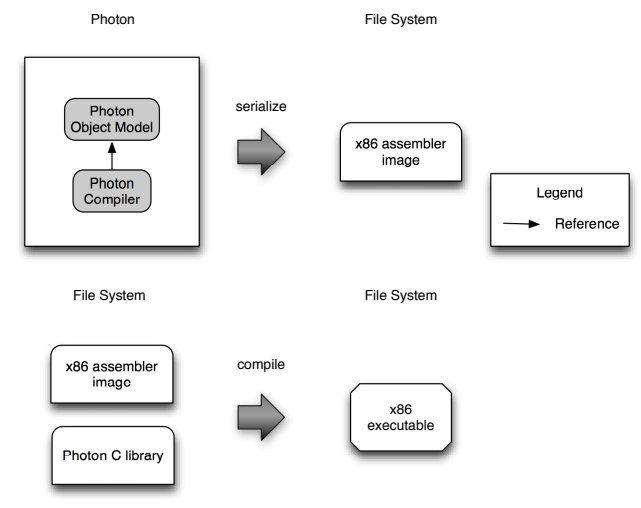 Photon
File System
Photon
Object Model
Photon
Compiler
serialize
x86 assembler
image
Legend
Reference
File System
File System
x86 assembler
image
Photon C library
compile
x86
executable